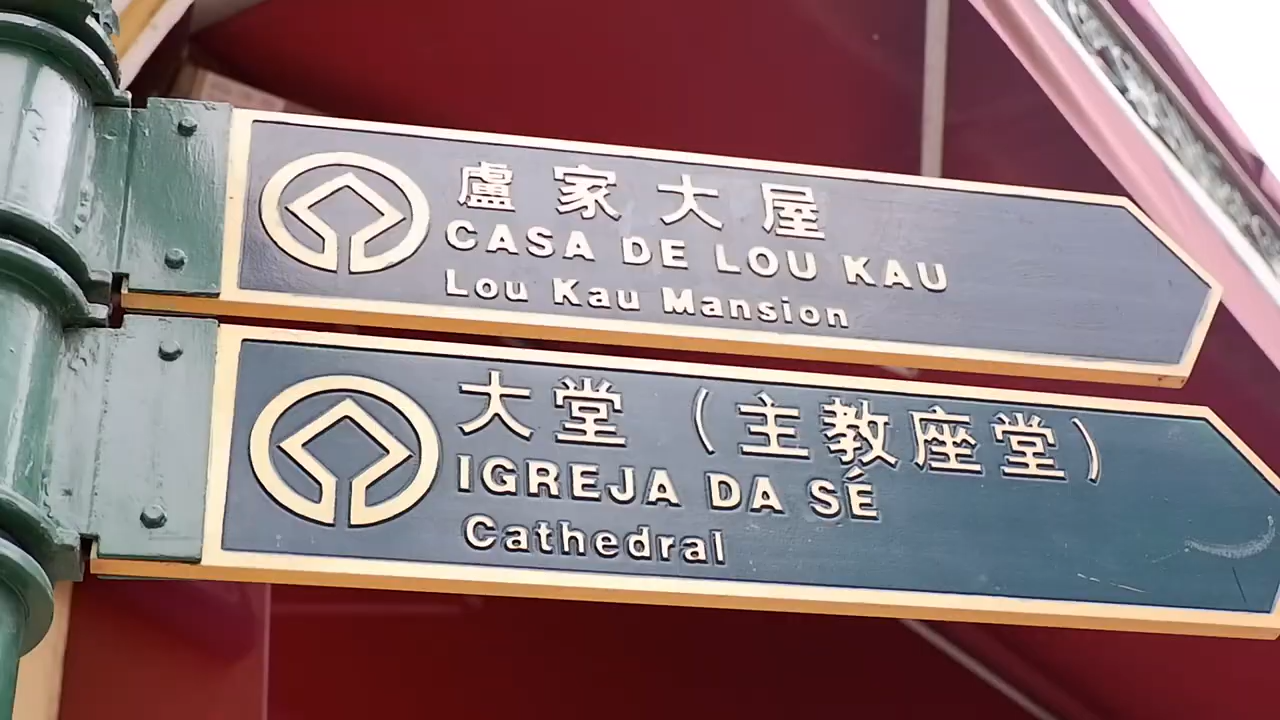 盧家大屋
CASA DE LOU KAU
Lou Kau Mansion
大堂（主教座堂）
IGREJA DA SÉ
Cathedral